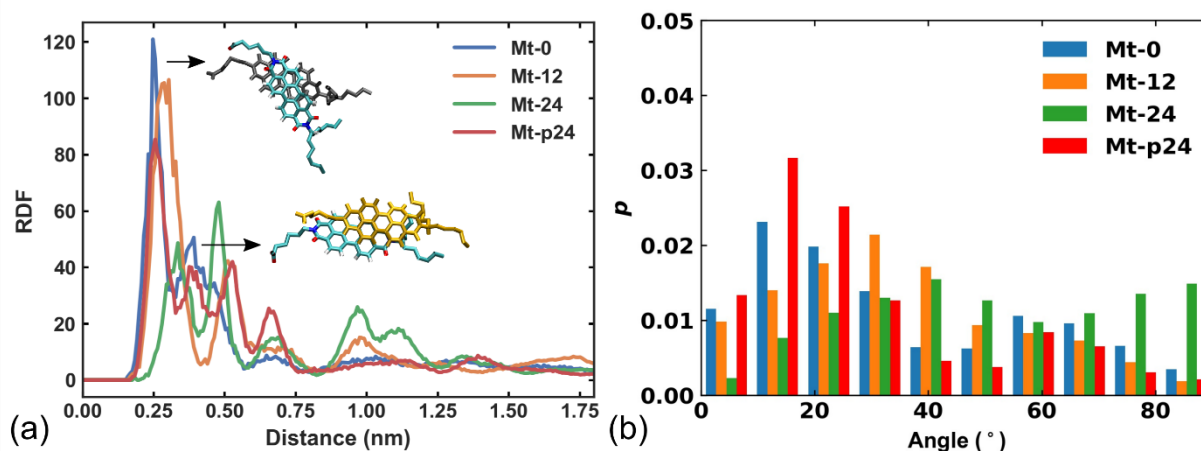 120
100
80
60
40
20
0
RDF
0.00 0.25 0.50 0.75 1.00 1.25 1.50 1.75
Distance (nm)
Mt-0
Mt-12
Mt-24
Mt-p24
(a)
0.05
0.04
0.03
0.02
0.01
0.00
p
0 20 40 60 80
Angle (°)
Mt-0
Mt-12
Mt-24
Mt-p24
(b)